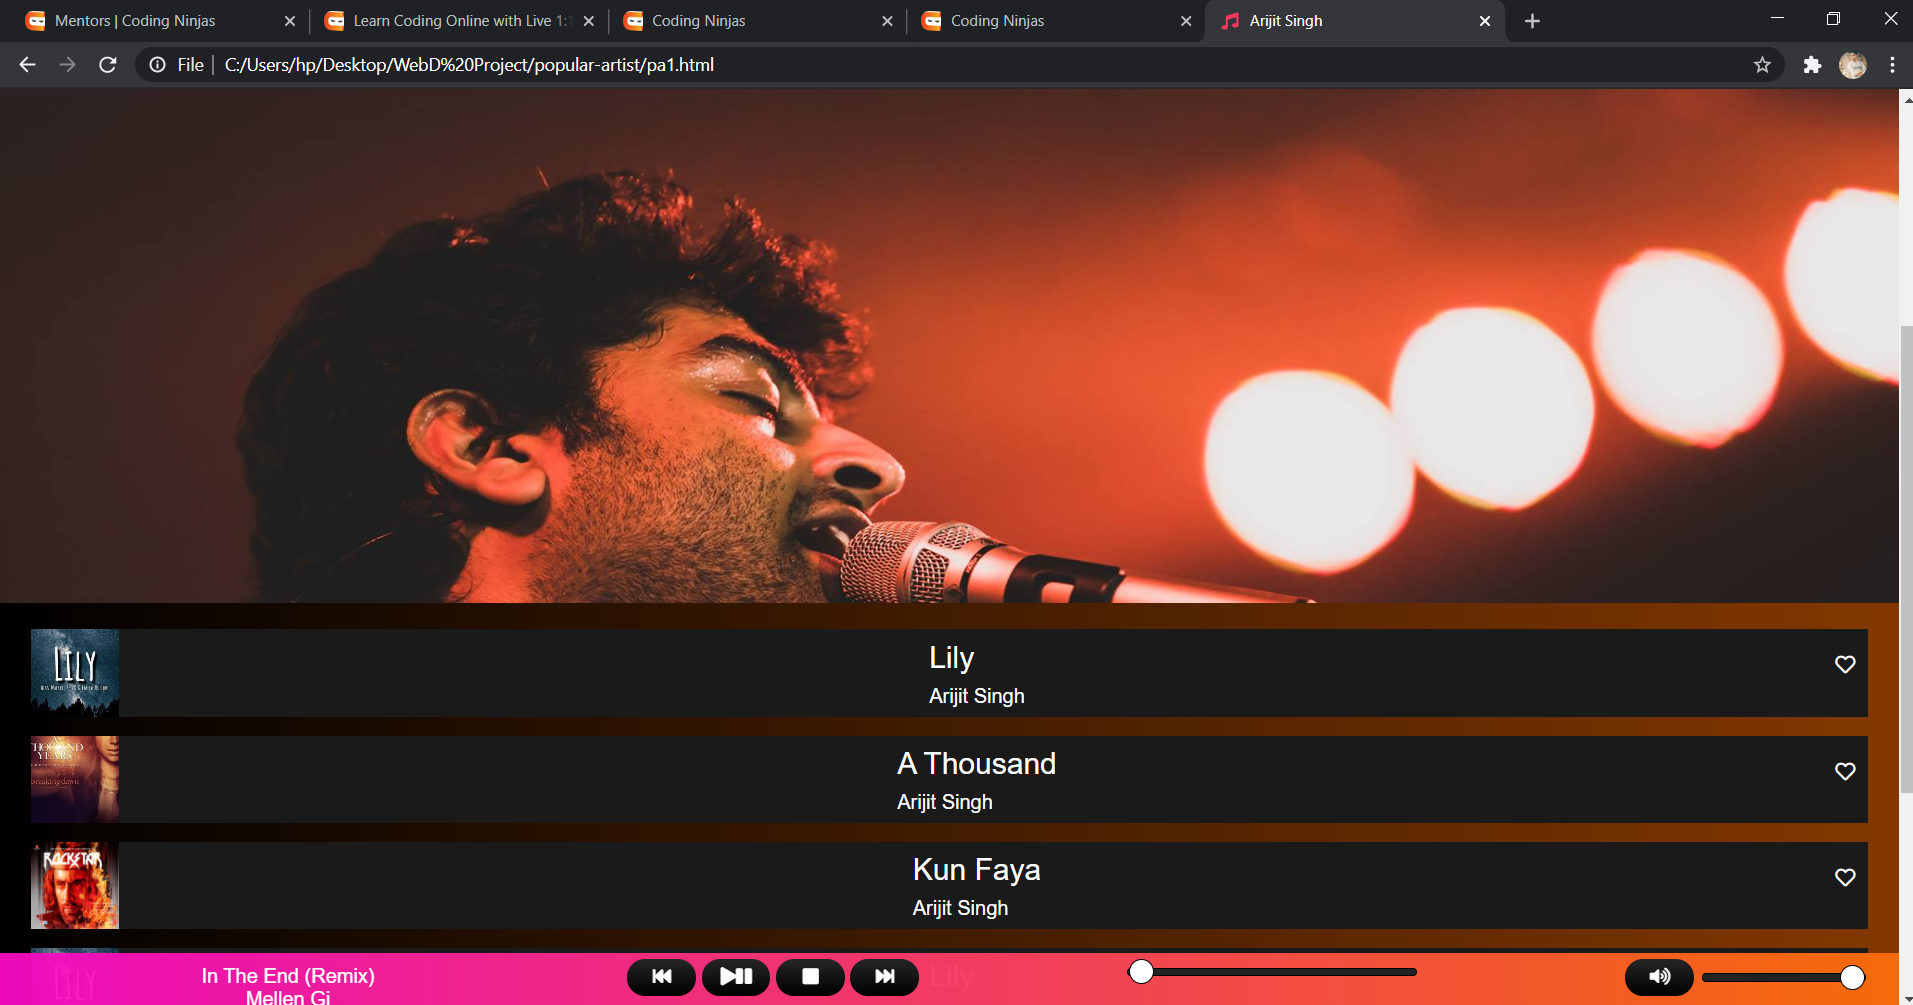 Mentors | Coding Ninjas
Learn Coding Online with Live 1:1
Coding Ninjas
Coding Ninjas
Arijit Singh
File
C:/Users/hp/Desktop/WebD%20Project/popular-artist/pa1.html
LILY
Lily
Arijit Singh
THOUSAND
YEARS
breaking dawn
A Thousand
Arijit Singh
ROCKSTAR
Kun Faya
Arijit Singh
LILY
Lily
In The End (Remix)
Mellen Gi